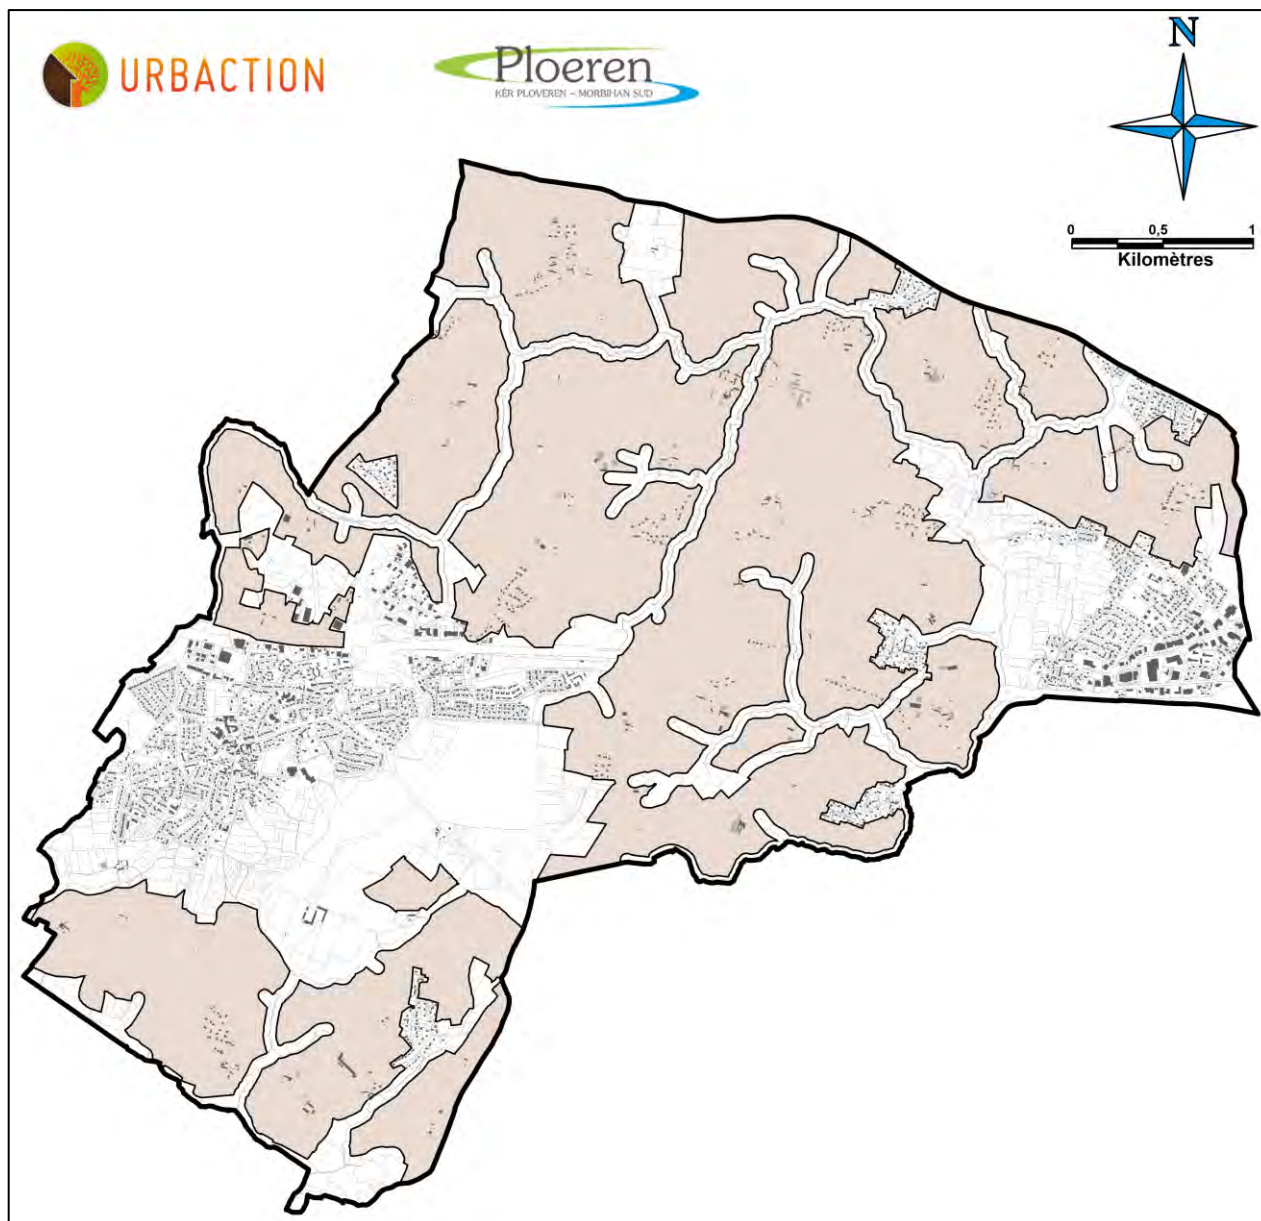 URBACTION
Ploeren
KÊR PLOVEREN – MORBIHAN SUD
N
0 0,5 1
Kilomètres